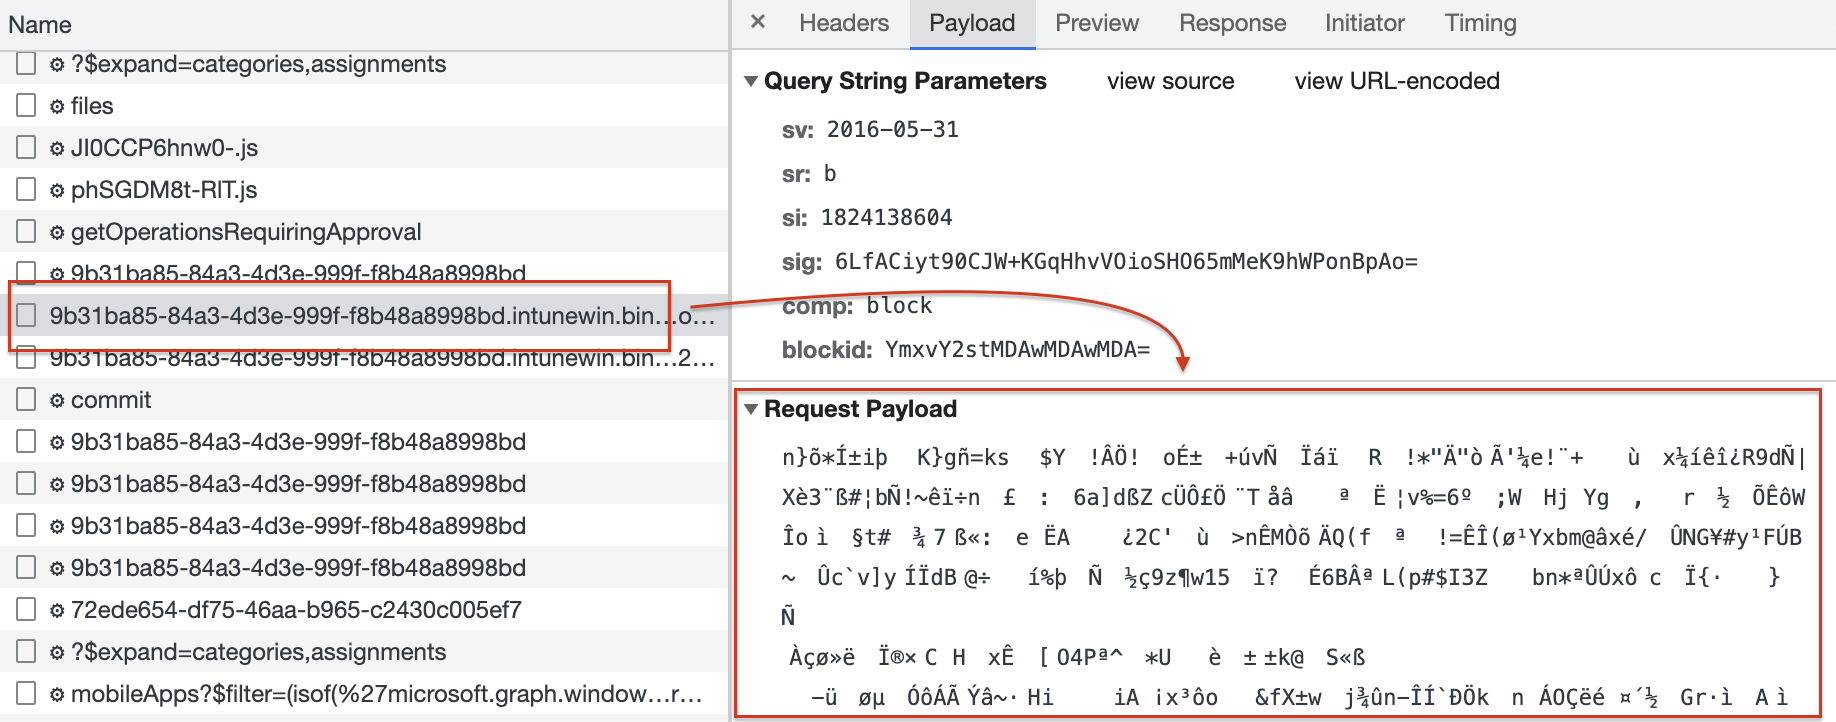 Name
?$expand=categories,assignments
files
JI0CCP6hnw0-.js
phSGDM8t-RlT.js
getOperationsRequiringApproval
9b31ba85-84a3-4d3e-999f-f8b48a8998bd
9b31ba85-84a3-4d3e-999f-f8b48a8998bd.intunewin.bin...o...
9b31ba85-84a3-4d3e-999f-f8b48a8998bd.intunewin.bin...2...
commit
9b31ba85-84a3-4d3e-999f-f8b48a8998bd
9b31ba85-84a3-4d3e-999f-f8b48a8998bd
9b31ba85-84a3-4d3e-999f-f8b48a8998bd
9b31ba85-84a3-4d3e-999f-f8b48a8998bd
72ede654-df75-46aa-b965-c2430c005ef7
?$expand=categories,assignments
mobileApps?$filter=(isof(%27microsoft.graph.window...r...
× Headers Payload Preview Response Initiator Timing
Query String Parameters view source view URL-encoded
sv: 2016-05-31
sr: b
si: 1824138604
sig: 6LfACiyt90CJW+KGqHhvVOioSHO65mMeK9hWPonBpAo=
comp: block
blockid: YmxvY2stMDAwMDAwMDA=
Request Payload
n}õ*Í±iþ K}gñ=ks $Y !ÂÖ! oÉ± +úvÑ Ïáï R !*"Ä"ò Ã'¼e!¨+ ù x¼íêî¿R9dÑ|
Xè3¨ß#¦bÑ!~êï÷n £ : 6a]dßZ cÜÔ£Ö ¨T åâ ª Ë ¦v%=6º ;W Hj Yg , r ½ ÕÊôW
Îo ì §t# ¾ 7 ß«: e ËA ¿2C' ù >nÊMÒõ ÄQ(f ª !=ÊÎ(ø¹Yxbm@âxé/ ÛNG¥#y¹FÚB
~ Ûc`v]y ÍÏdB @÷ í%þ Ñ ½ç9z¶w15 ï? É6BÂª L(p#$I3Z bn*ªÛÚxô c Ï{· }
Ñ
Àçø»ë Ï®× C H xÊ [ O4Pª^ *U è ± ±k@ S«ß
-ü øµ ÓôÁÃ Ýâ~· Hi iA ¡x³ôo &fX±w j¾ûn-ÎÍ`ÐÖk n ÁOÇëé ¤´½ Gr·ì A ì